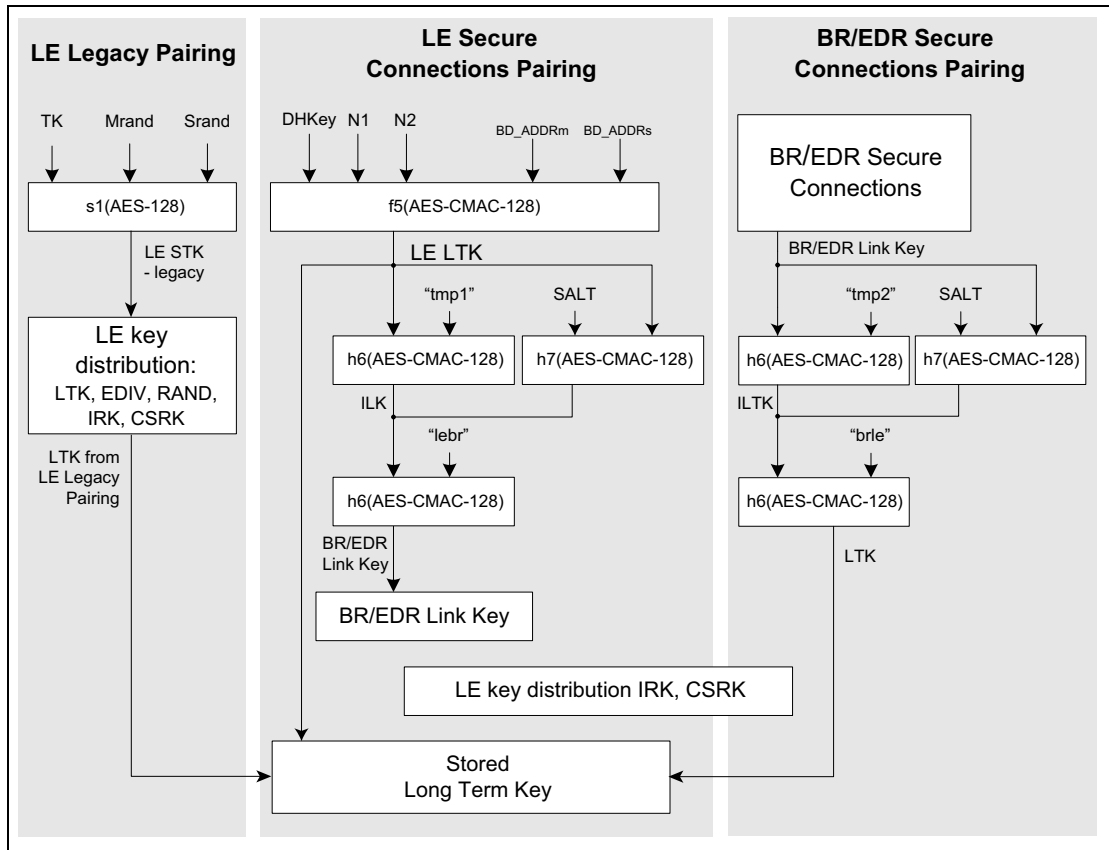 LE Legacy Pairing
TK
Mrand
Srand
s1(AES-128)
LE STK
- legacy
LE key
distribution:
LTK, EDIV, RAND,
IRK, CSRK
LTK from
LE Legacy
Pairing
LE Secure
Connections Pairing
DHKey
N1
N2
BD_ADDRm
BD_ADDRs
f5(AES-CMAC-128)
LE LTK
“tmp1”
SALT
h6(AES-CMAC-128)
h7(AES-CMAC-128)
ILK
“lebr”
h6(AES-CMAC-128)
BR/EDR
Link Key
BR/EDR Link Key
BR/EDR Secure
Connections Pairing
BR/EDR Secure
Connections
BR/EDR Link Key
“tmp2”
SALT
h6(AES-CMAC-128)
h7(AES-CMAC-128)
ILTK
“brle”
h6(AES-CMAC-128)
LTK
LE key distribution IRK, CSRK
Stored
Long Term Key